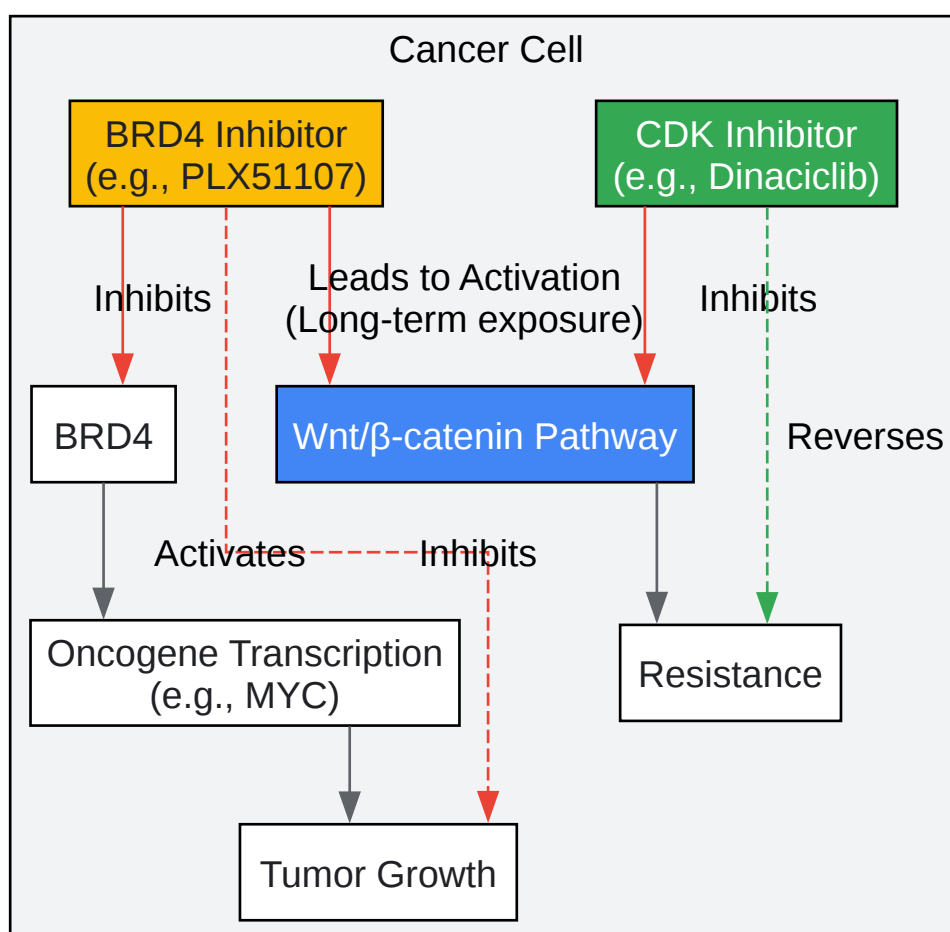 Cancer Cell
BRD4 Inhibitor
(e.g., PLX51107)
CDK Inhibitor
(e.g., Dinaciclib)
Inhibits
Leads to Activation
(Long-term exposure)
Inhibits
BRD4
Wnt/β-catenin Pathway
Reverses
Activates
Inhibits
Oncogene Transcription
(e.g., MYC)
Resistance
Tumor Growth